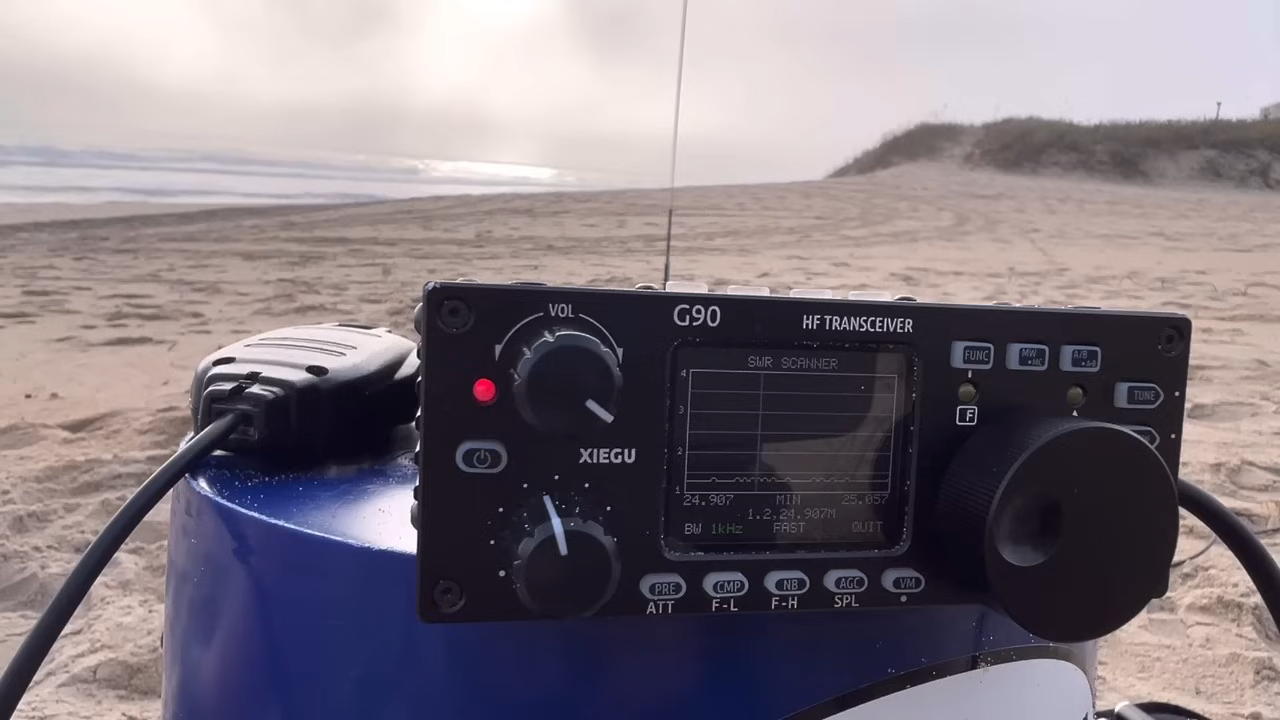 VOL
G90
HF TRANSCEIVER
XIEGU
SWR SCANNER
4
3
2
1
24.907 MIN 25.057
1.2,24.907M
BW 1kHz FAST QUIT
FUNC
MW
A/B
TUNE
F
PRE CMP NB AGC VM
ATT F-L F-H SPL